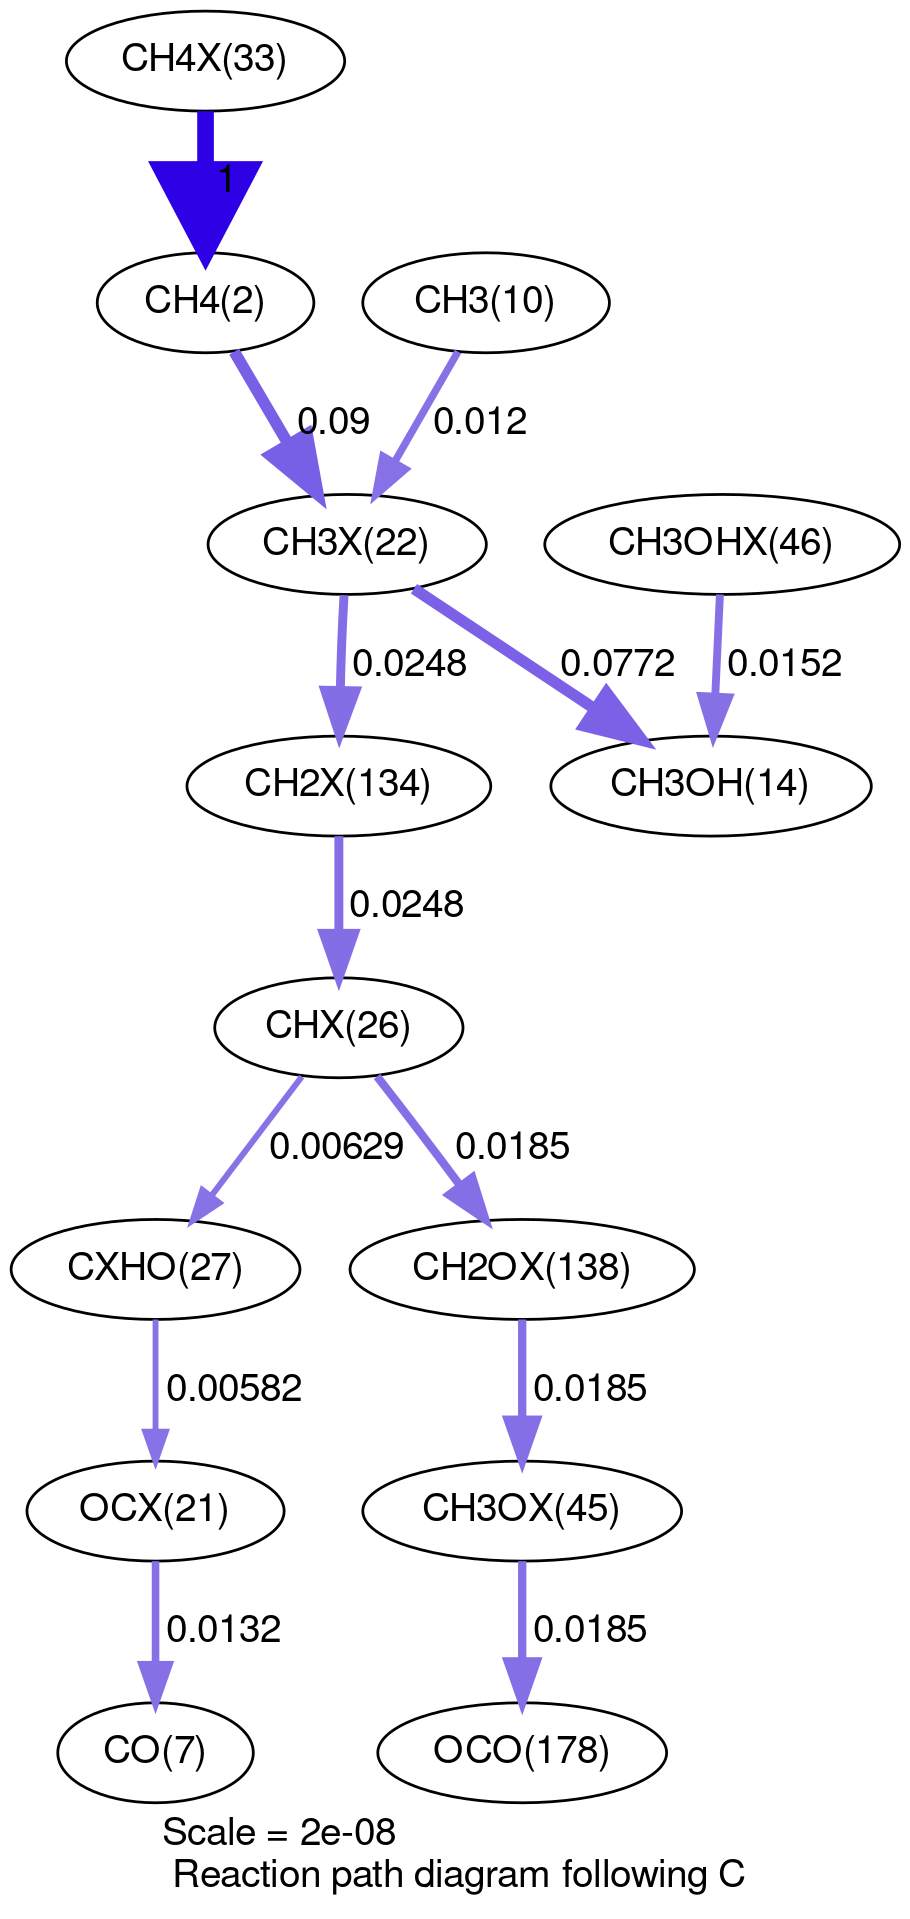 CH4X(33)
1
CH4(2)
CH3(10)
0.09
0.012
CH3X(22)
CH3OHX(46)
0.0248
0.0772
0.0152
CH2X(134)
CH3OH(14)
0.0248
CHX(26)
0.00629
0.0185
CXHO(27)
CH2OX(138)
0.00582
0.0185
OCX(21)
CH3OX(45)
0.0132
0.0185
CO(7)
OCO(178)
Scale = 2e-08
Reaction path diagram following C